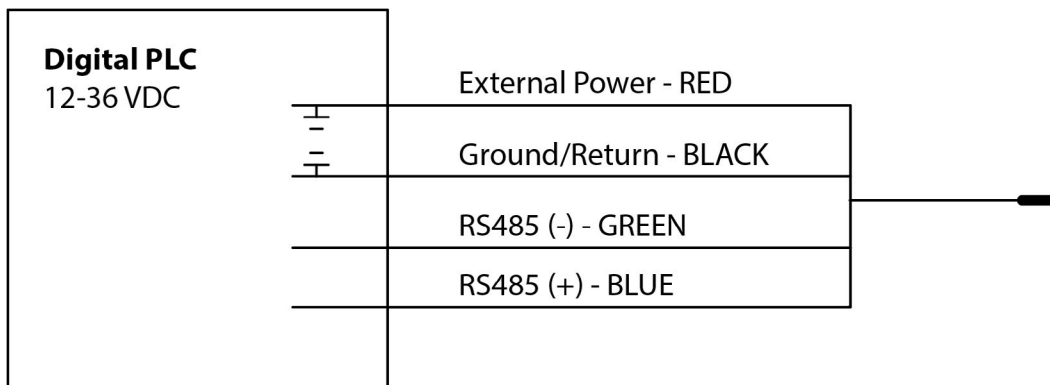 Digital PLC
12-36 VDC
External Power - RED
Ground/Return - BLACK
RS485 (-) - GREEN
RS485 (+) - BLUE